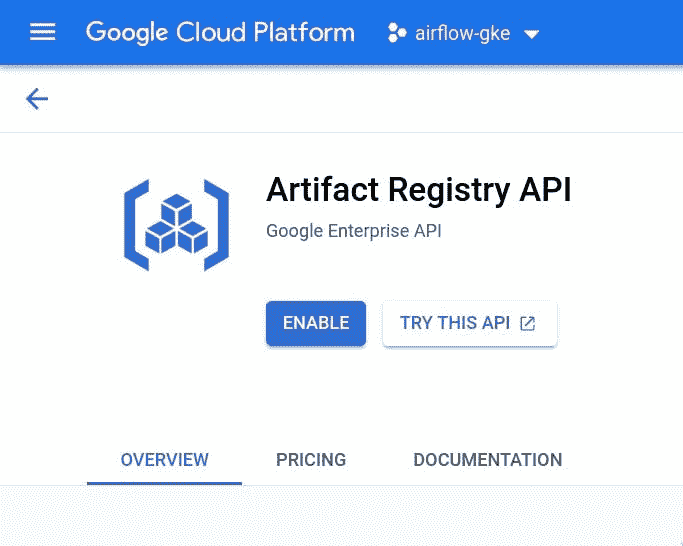 Google Cloud Platform airflow-gke
Artifact Registry API
Google Enterprise API
ENABLE TRY THIS API
OVERVIEW PRICING DOCUMENTATION